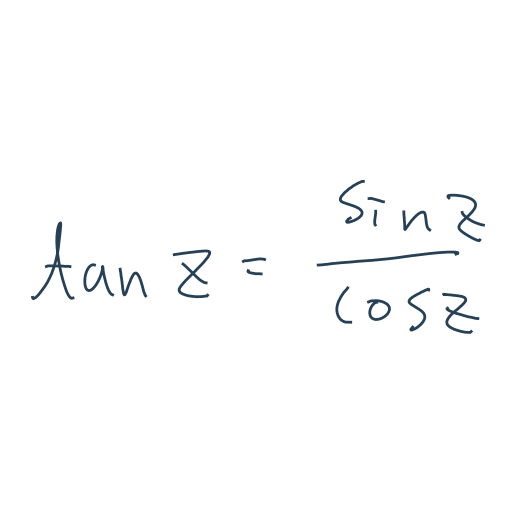 tan z = sin z / cos z